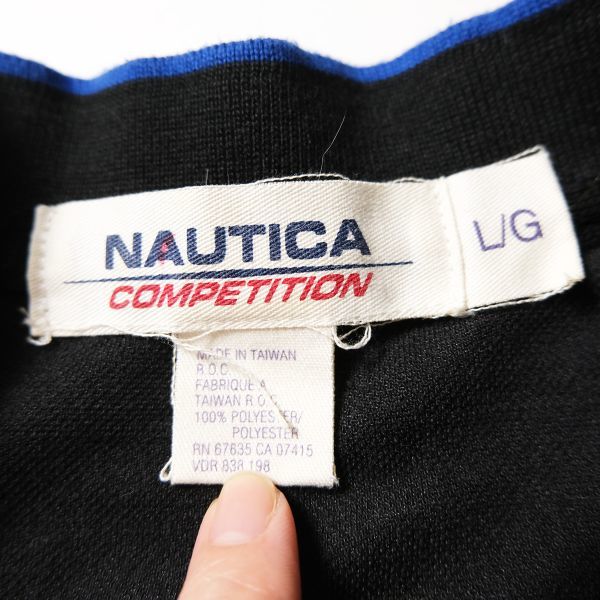 NAUTICA
COMPETITION
L/G
MADE IN TAIWAN
R.O.C.
FABRIQUE A
TAIWAN R.O.C.
100% POLYESTER/
POLYESTER
RN 67635 CA 07415
VDR 838 198